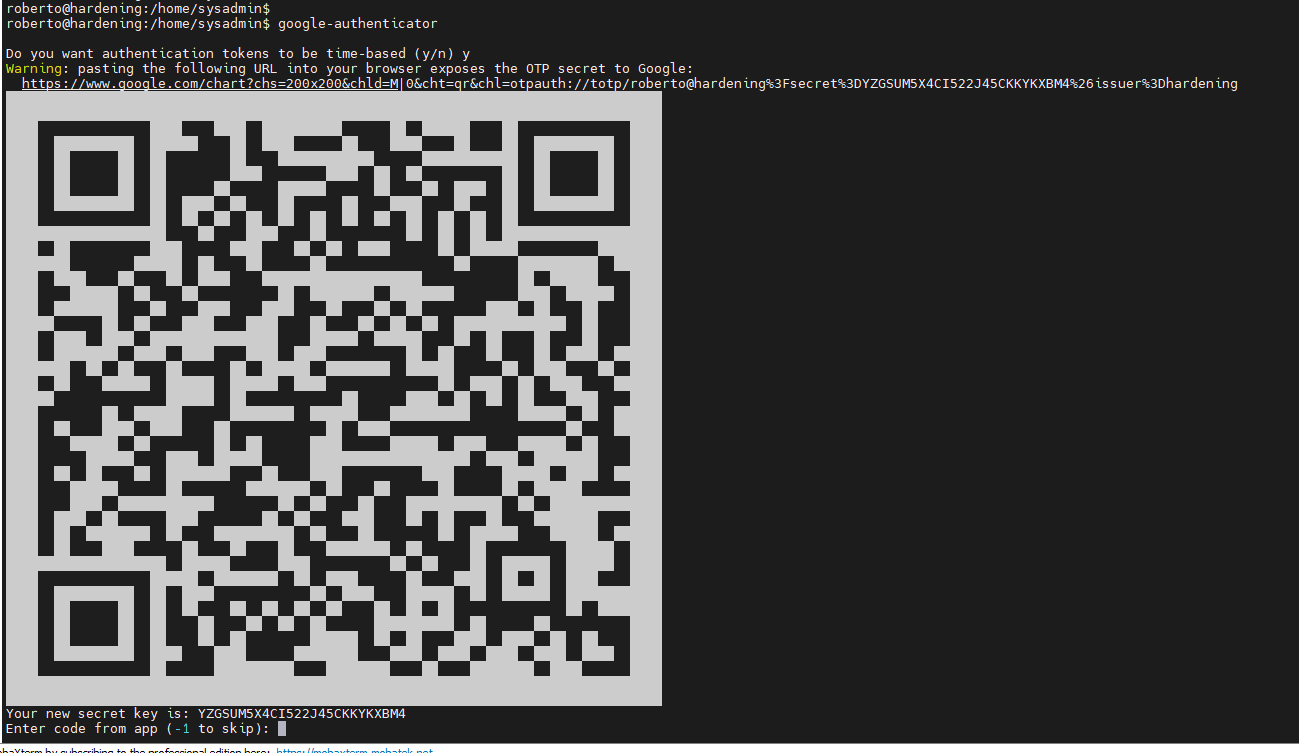 roberto@hardening:/home/sysadmin$
roberto@hardening:/home/sysadmin$ google-authenticator
Do you want authentication tokens to be time-based (y/n) y
Warning: pasting the following URL into your browser exposes the OTP secret to Google:
https://www.google.com/chart?chs=200x200&chld=M|0&cht=qr&chl=otpauth://totp/roberto@hardening%3Fsecret%3DYZGSUM5X4CI522J45CKKYKXBM4%26issuer%3Dhardening
Your new secret key is: YZGSUM5X4CI522J45CKKYKXBM4
Enter code from app (-1 to skip):
by subscribing to the professional edition here: https://mobaxterm.mobatek.net